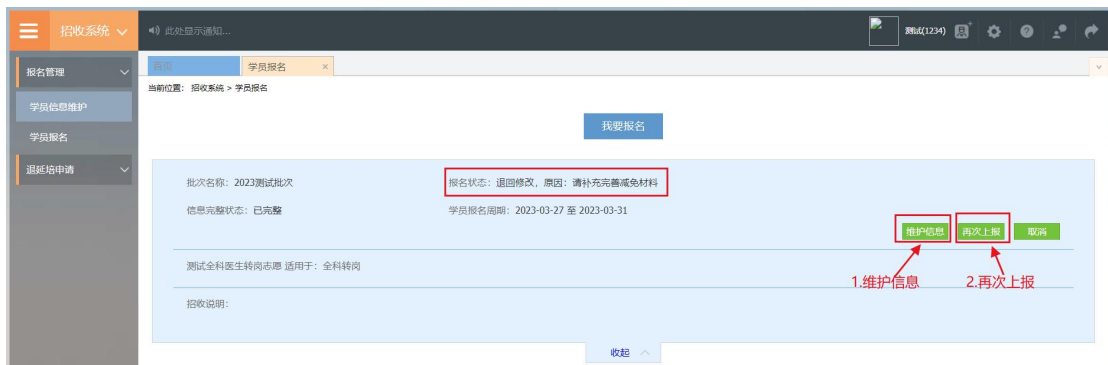 招收系统
此处显示通知...
测试(1234)
报名管理
学员信息维护
学员报名
退延培申请
首页
学员报名 ×
当前位置: 招收系统 > 学员报名
我要报名
批次名称: 2023测试批次
报名状态: 退回修改, 原因: 请补充完善减免材料
信息完整状态: 已完整
学员报名周期: 2023-03-27 至 2023-03-31
维护信息 再次上报 取消
1.维护信息 2.再次上报
测试全科医生转岗志愿 适用于: 全科转岗
招收说明:
收起